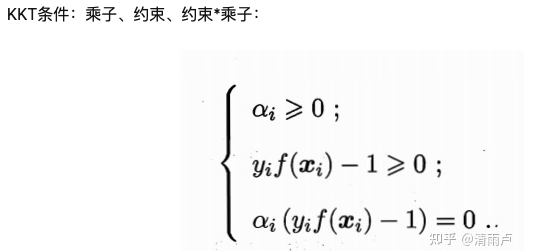 KKT条件：乘子、约束、约束*乘子：
αᵢ ⩾ 0 ;
yᵢf(𝒙ᵢ) − 1 ⩾ 0 ;
αᵢ (yᵢf(𝒙ᵢ) − 1) = 0 ..
知乎 @清雨卢